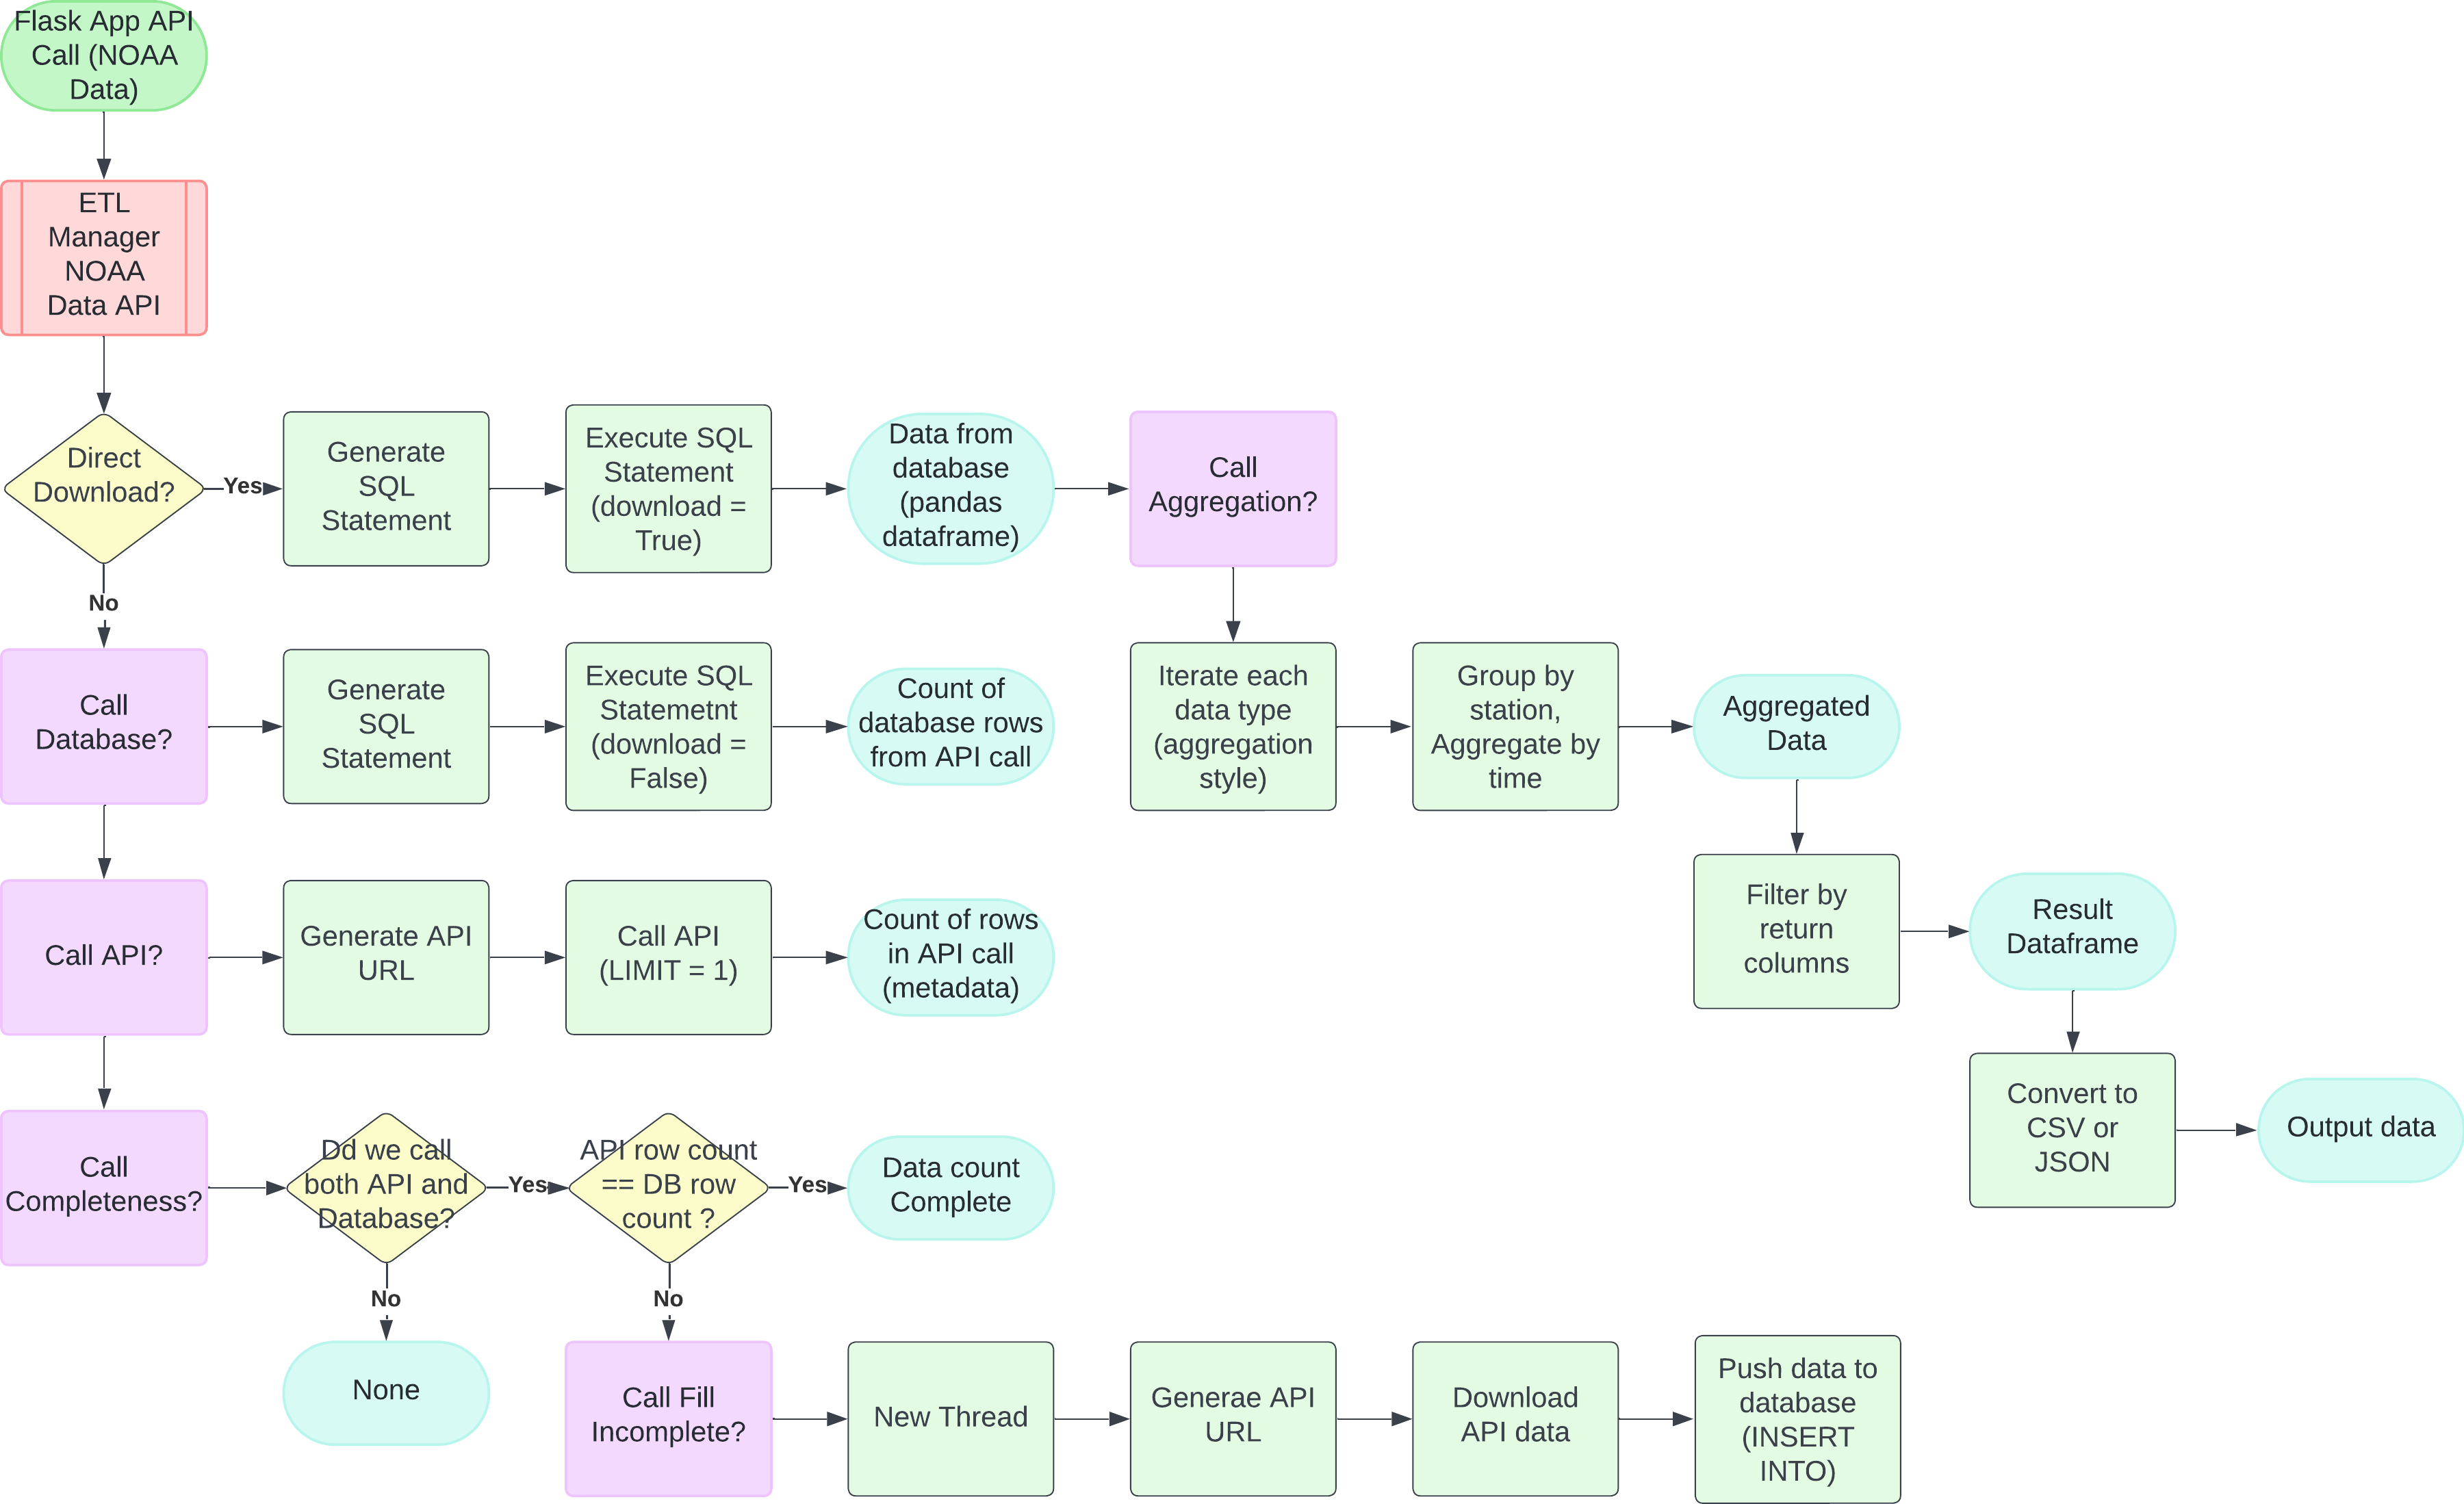 Flask App API
Call (NOAA
Data)
ETL
Manager
NOAA
Data API
Direct
Download?
Yes
Generate
SQL
Statement
Execute SQL
Statement
(download =
True)
Data from
database
(pandas
dataframe)
Call
Aggregation?
No
Call
Database?
Generate
SQL
Statement
Execute SQL
Statemetnt
(download =
False)
Count of
database rows
from API call
Iterate each
data type
(aggregation
style)
Group by
station,
Aggregate by
time
Aggregated
Data
Call API?
Generate API
URL
Call API
(LIMIT = 1)
Count of rows
in API call
(metadata)
Filter by
return
columns
Result
Dataframe
Convert to
CSV or
JSON
Output data
Call
Completeness?
Dd we call
both API and
Database?
Yes
API row count
== DB row
count ?
Yes
Data count
Complete
No
No
None
Call Fill
Incomplete?
New Thread
Generae API
URL
Download
API data
Push data to
database
(INSERT
INTO)